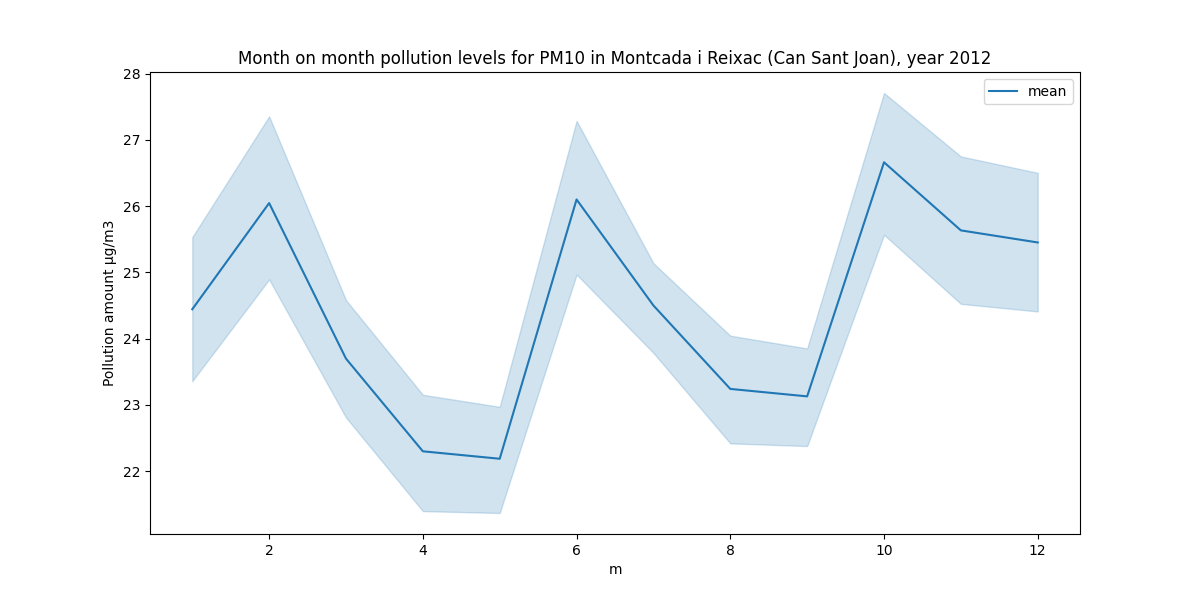 Month on month pollution levels for PM10 in Montcada i Reixac (Can Sant Joan), year 2012
mean
Pollution amount µg/m3
28
27
26
25
24
23
22
2 4 6 8 10 12
m